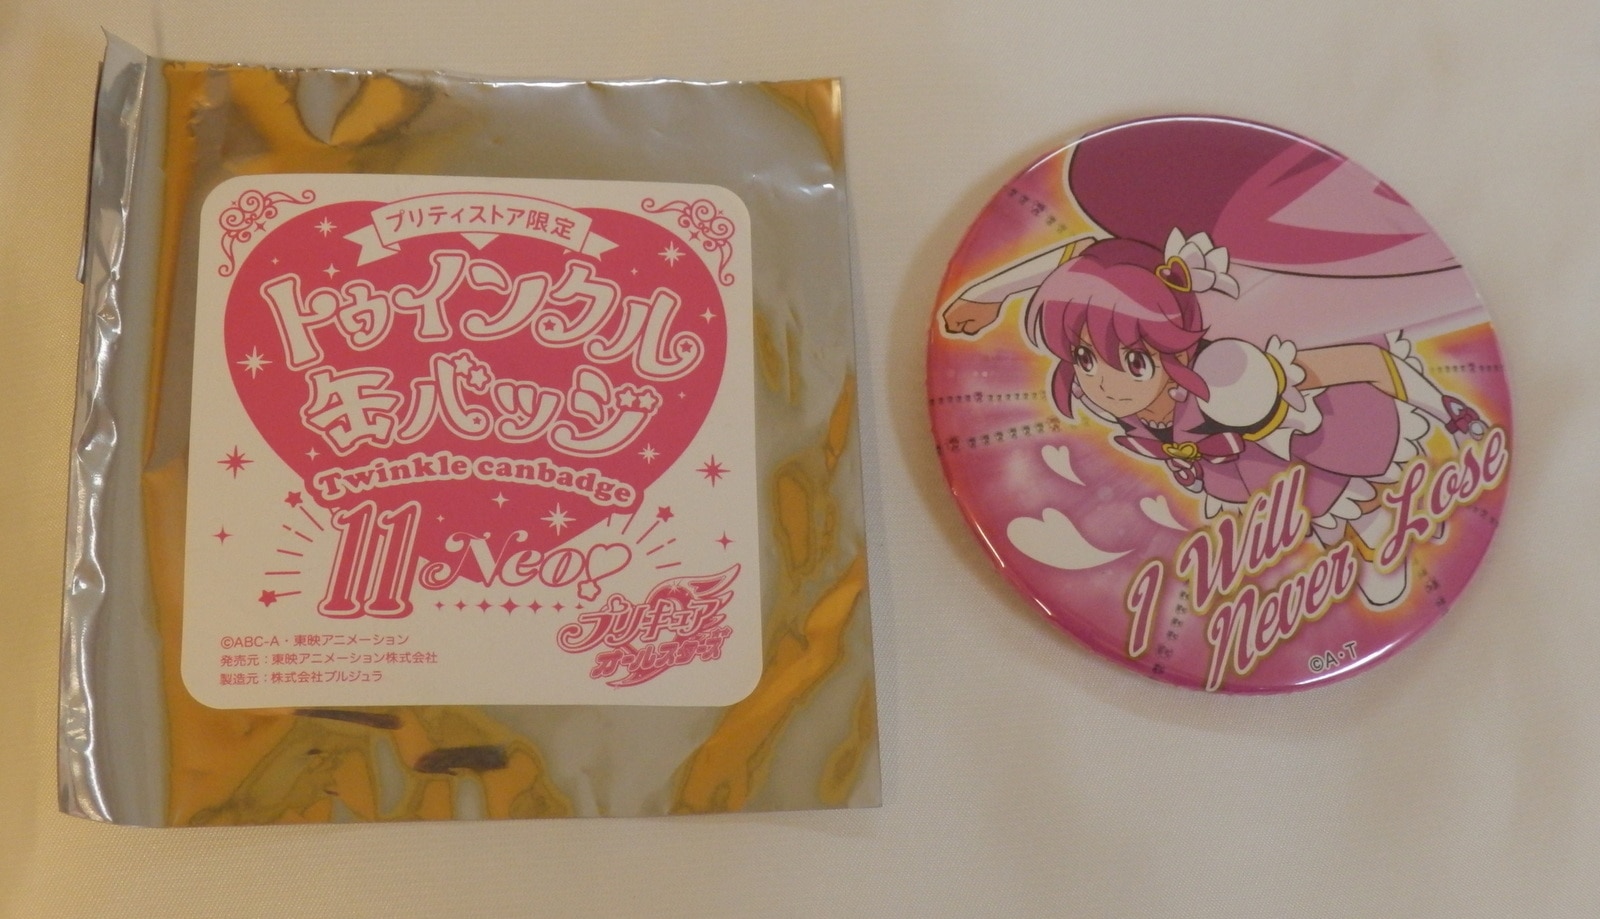 プリティストア限定
トゥインクル
缶バッジ
Twinkle canbadge
11 Neo!
プリキュア
オールスターズ
©ABC-A・東映アニメーション
発売元：東映アニメーション株式会社
製造元：株式会社プルジュラ
I Will
Never Lose
©A・T